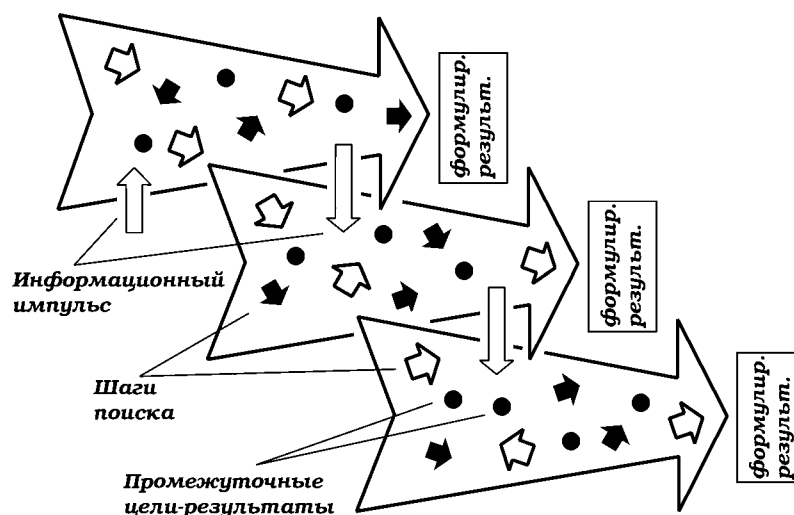 формулир.
результ.
формулир.
результ.
Информационный
импульс
формулир.
результ.
Шаги
поиска
Промежуточные
цели-результаты